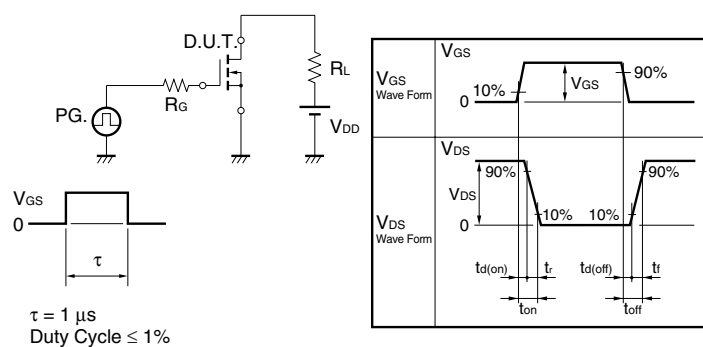 D.U.T.
RL
RG
PG.
VDD
VGS
0
τ
τ = 1 μs
Duty Cycle ≤ 1%
VGS
Wave Form
VGS
10%
VGS
90%
0
VDS
Wave Form
VDS
90%
90%
VDS
10%
10%
0
td(on)
tr
td(off)
tf
ton
toff